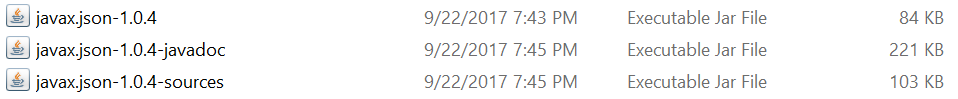 javax.json-1.0.4 9/22/2017 7:43 PM Executable Jar File 84 KB
javax.json-1.0.4-javadoc 9/22/2017 7:45 PM Executable Jar File 221 KB
javax.json-1.0.4-sources 9/22/2017 7:45 PM Executable Jar File 103 KB